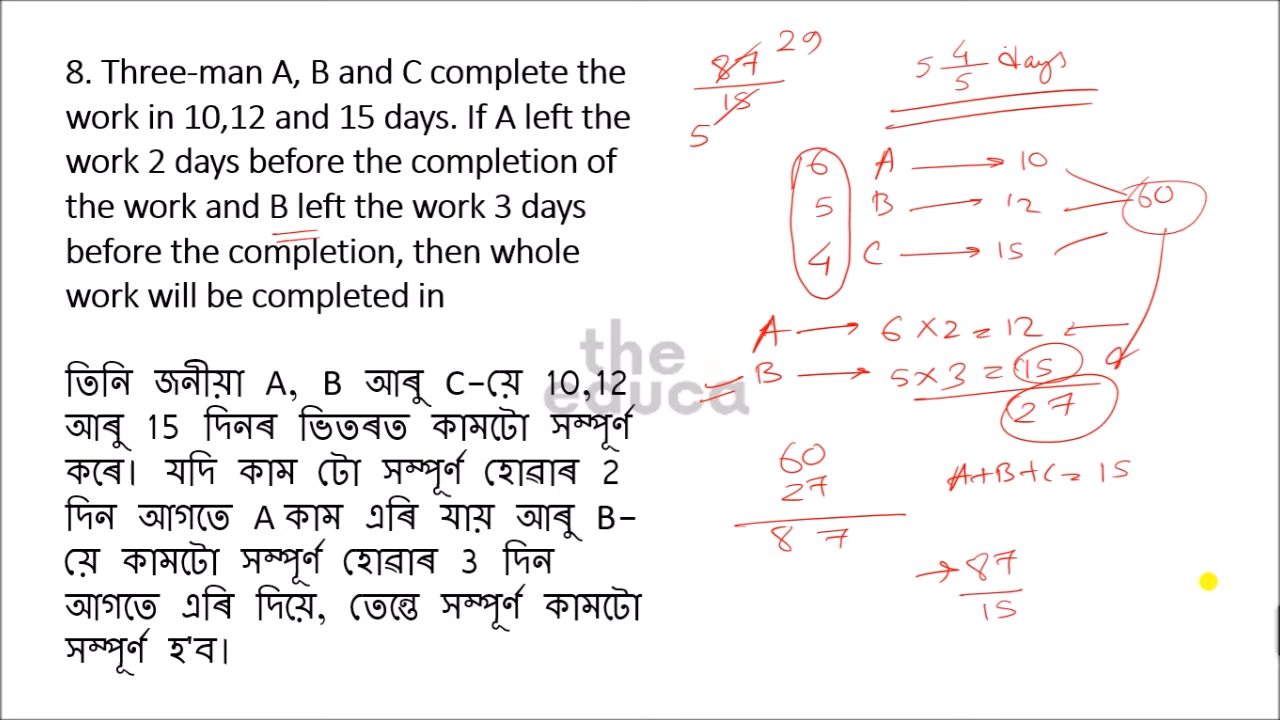 8. Three-man A, B and C complete the
work in 10,12 and 15 days. If A left the
work 2 days before the completion of
the work and B left the work 3 days
before the completion, then whole
work will be completed in
তিনি জনীয়া A, B আৰু C-য়ে 10,12
আৰু 15 দিনৰ ভিতৰত কামটো সম্পূৰ্ণ
কৰে। যদি কাম টো সম্পূৰ্ণ হোৱাৰ 2
দিন আগতে A কাম এৰি যায় আৰু B-
য়ে কামটো সম্পূৰ্ণ হোৱাৰ 3 দিন
আগতে এৰি দিয়ে, তেন্তে সম্পূৰ্ণ কামটো
সম্পূৰ্ণ হ'ব।
the
educa
87 29
15
5
5 4/5 days
6 A → 10
5 B → 12
4 C → 15
60
A → 6 × 2 = 12
B → 5 × 3 = 15
27
60
27
87
A+B+C = 15
→ 87
15